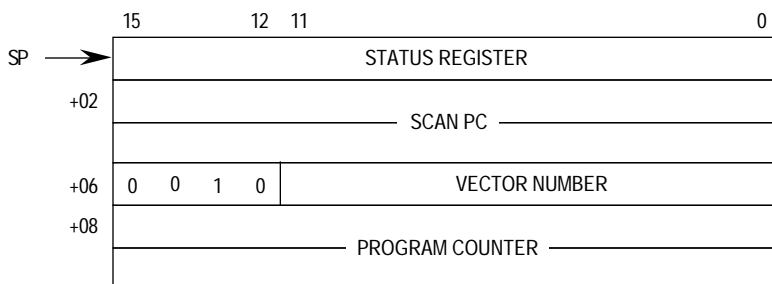 15 12 11 0
SP STATUS REGISTER
+02
SCAN PC
+06 0 0 1 0 VECTOR NUMBER
+08
PROGRAM COUNTER